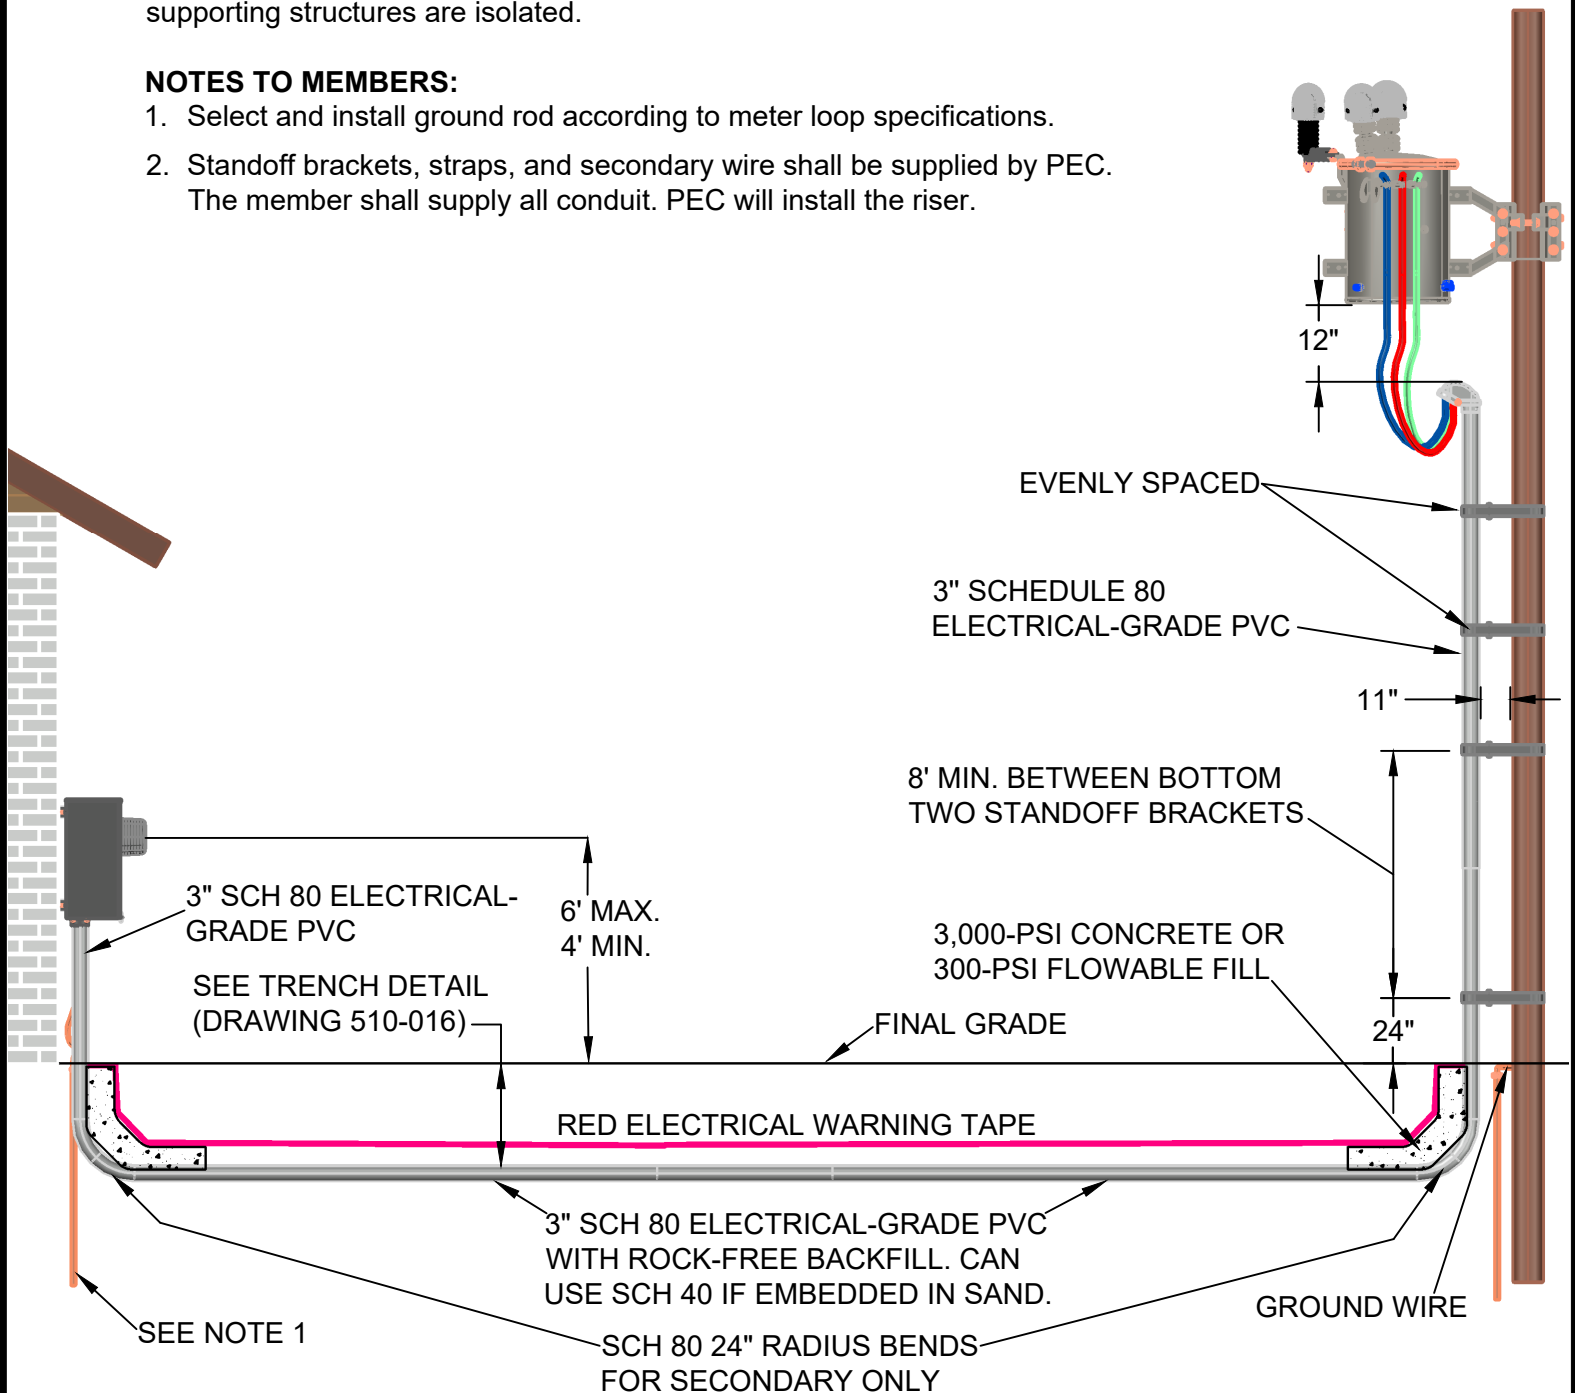 supporting structures are isolated.
NOTES TO MEMBERS:
1. Select and install ground rod according to meter loop specifications.
2. Standoff brackets, straps, and secondary wire shall be supplied by PEC.
The member shall supply all conduit. PEC will install the riser.
12"
EVENLY SPACED
3" SCHEDULE 80
ELECTRICAL-GRADE PVC
11"
8' MIN. BETWEEN BOTTOM
TWO STANDOFF BRACKETS
3" SCH 80 ELECTRICAL-
GRADE PVC
6' MAX.
4' MIN.
3,000-PSI CONCRETE OR
300-PSI FLOWABLE FILL
SEE TRENCH DETAIL
(DRAWING 510-016)
FINAL GRADE
24"
RED ELECTRICAL WARNING TAPE
3" SCH 80 ELECTRICAL-GRADE PVC
WITH ROCK-FREE BACKFILL. CAN
USE SCH 40 IF EMBEDDED IN SAND.
GROUND WIRE
SEE NOTE 1
SCH 80 24" RADIUS BENDS
FOR SECONDARY ONLY